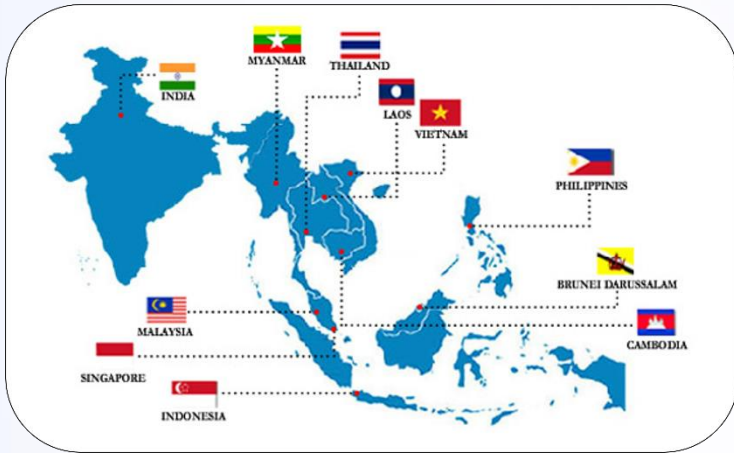 MYANMAR
THAILAND
INDIA
LAOS
VIETNAM
PHILIPPINES
BRUNEI DARUSSALAM
MALAYSIA
CAMBODIA
SINGAPORE
INDONESIA